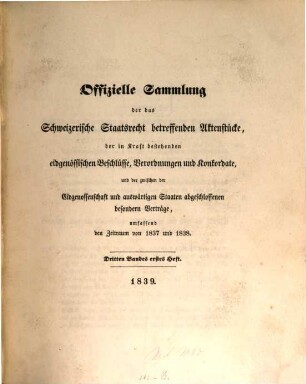 Offizielle Sammlung
der das
Schweizerische Staatsrecht betreffenden Aktenstücke,
der in Kraft bestehenden
eidgenössischen Beschlüsse, Verordnungen und Konkordate,
und der zwischen der
Eidgenossenschaft und auswärtigen Staaten abgeschlossenen
besondern Verträge,
umfassend
den Zeitraum von 1837 und 1838.
Dritten Bandes erstes Heft.
1839.